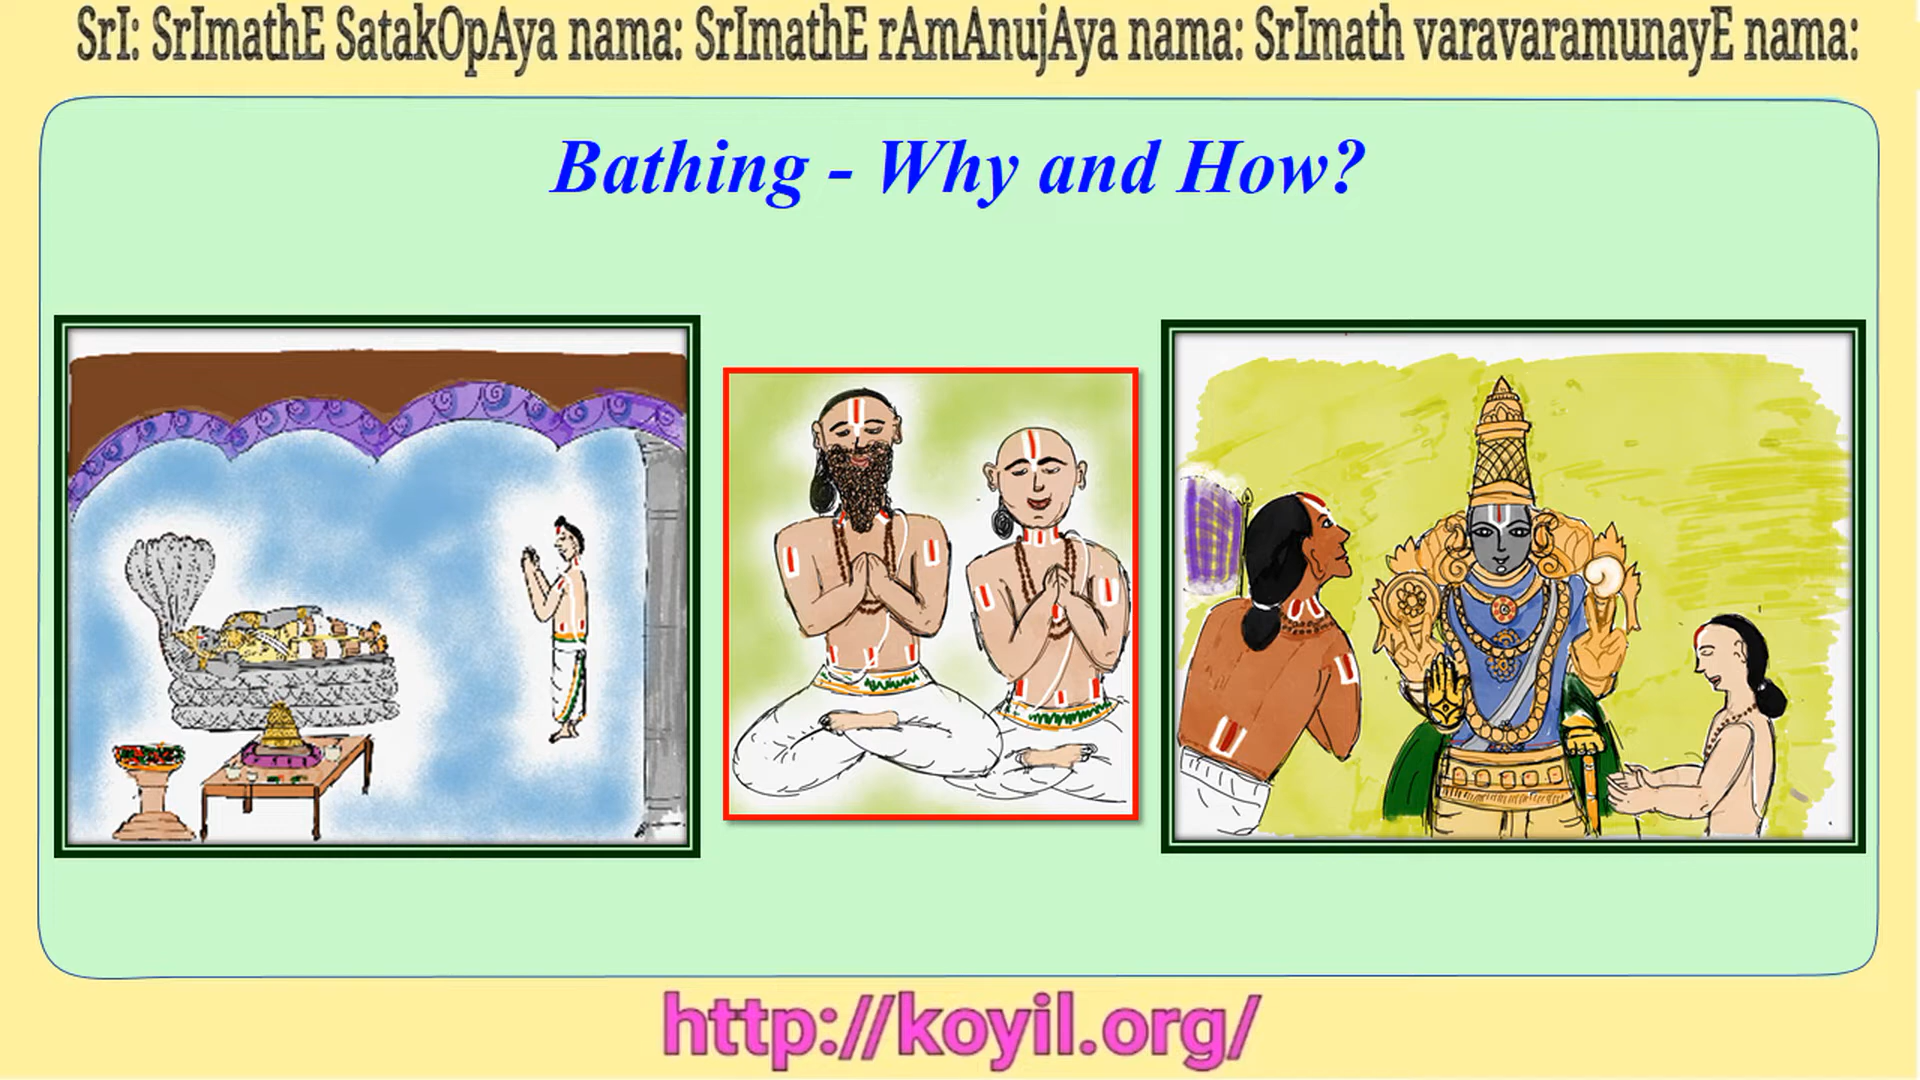 SrI: SrImathE SatakOpAya nama: SrImathE rAmAnujAya nama: SrImath varavaramunayE nama:
Bathing - Why and How?
http://koyil.org/